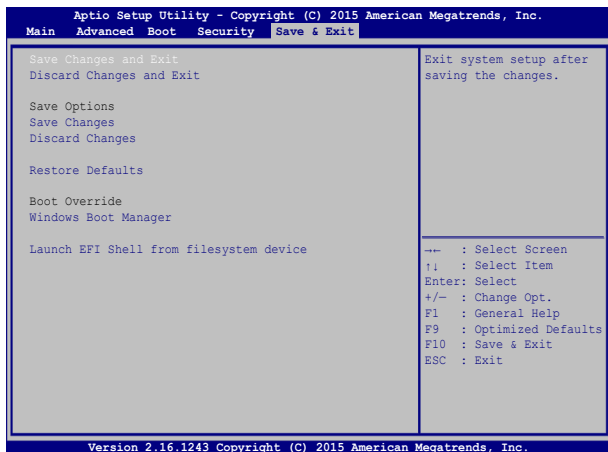 Aptio Setup Utility - Copyright (C) 2015 American Megatrends, Inc.
Main Advanced Boot Security Save & Exit
Save Changes and Exit
Discard Changes and Exit
Save Options
Save Changes
Discard Changes
Restore Defaults
Boot Override
Windows Boot Manager
Launch EFI Shell from filesystem device
Exit system setup after
saving the changes.
→← : Select Screen
↑↓ : Select Item
Enter: Select
+/— : Change Opt.
F1 : General Help
F9 : Optimized Defaults
F10 : Save & Exit
ESC : Exit
Version 2.16.1243 Copyright (C) 2015 American Megatrends, Inc.